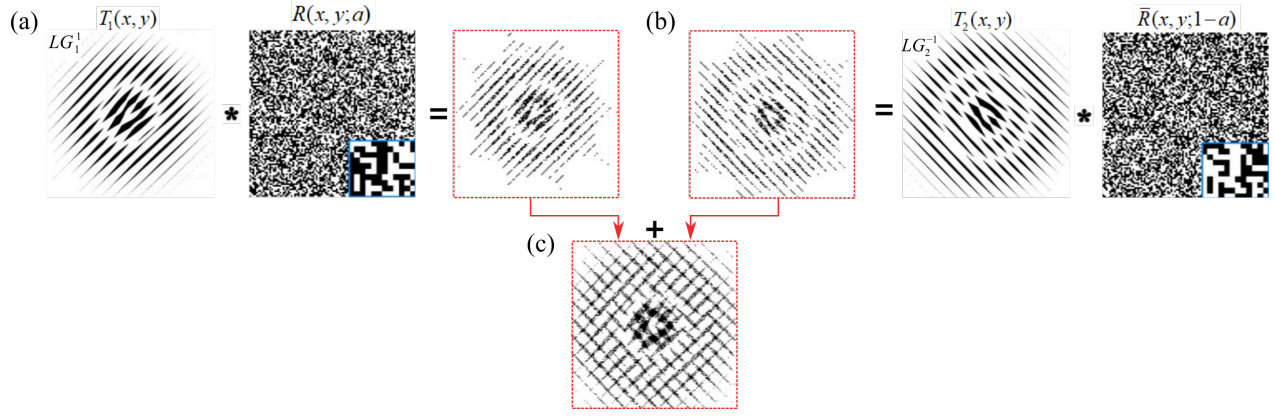 (a) T₁(x, y) R(x, y; a) (b) T₂(x, y) R̅(x, y; 1−a)
LG₁¹ LG₂⁻¹
* = = *
+
(c)